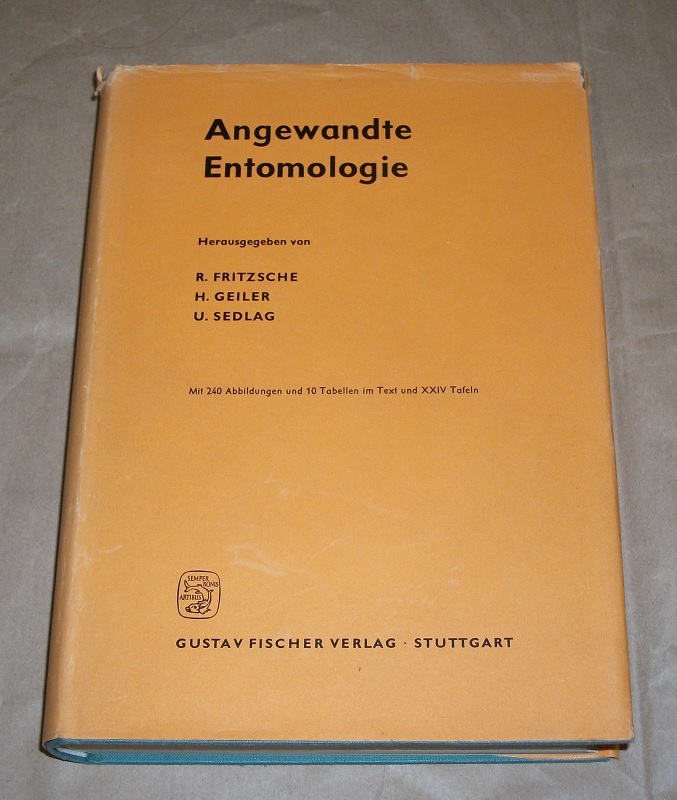 Angewandte
Entomologie
Herausgegeben von
R. FRITZSCHE
H. GEILER
U. SEDLAG
Mit 240 Abbildungen und 10 Tabellen im Text und XXIV Tafeln
SEMPER
BONIS
ARTIBUS
GUSTAV FISCHER VERLAG · STUTTGART